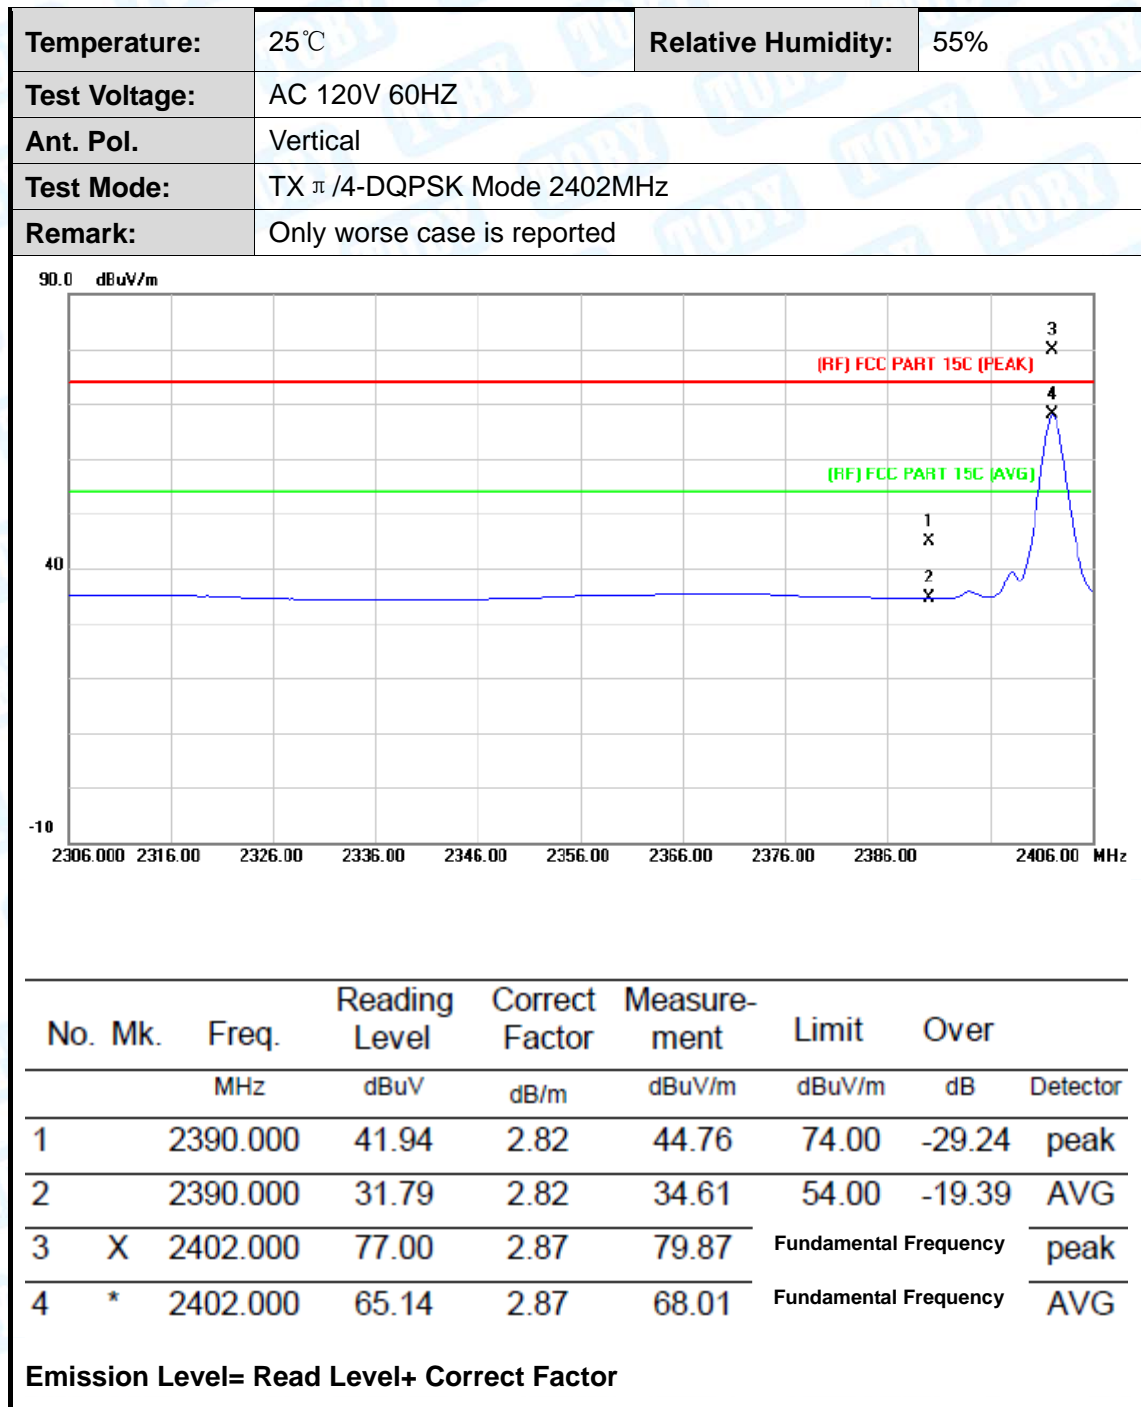 Temperature: 25℃ Relative Humidity: 55%
Test Voltage: AC 120V 60HZ
Ant. Pol. Vertical
Test Mode: TX π /4-DQPSK Mode 2402MHz
Remark: Only worse case is reported
90.0 dBuV/m
3
X
(RF) FCC PART 15C (PEAK)
4
X
(RF) FCC PART 15C (AVG)
1
X
40
2
X
-10
2306.000 2316.00 2326.00 2336.00 2346.00 2356.00 2366.00 2376.00 2386.00 2406.00 MHz
No. Mk. Freq. Reading Level Correct Factor Measure-ment Limit Over
MHz dBuV dB/m dBuV/m dBuV/m dB Detector
1 2390.000 41.94 2.82 44.76 74.00 -29.24 peak
2 2390.000 31.79 2.82 34.61 54.00 -19.39 AVG
3 X 2402.000 77.00 2.87 79.87 Fundamental Frequency peak
4 * 2402.000 65.14 2.87 68.01 Fundamental Frequency AVG
Emission Level= Read Level+ Correct Factor
TOBY